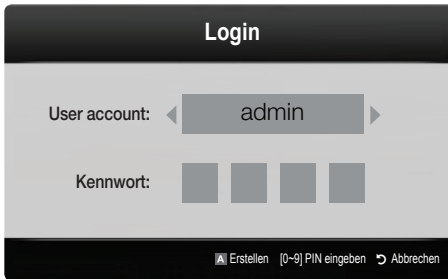 Login
User account: admin
Kennwort:
A Erstellen [0~9] PIN eingeben Abbrechen